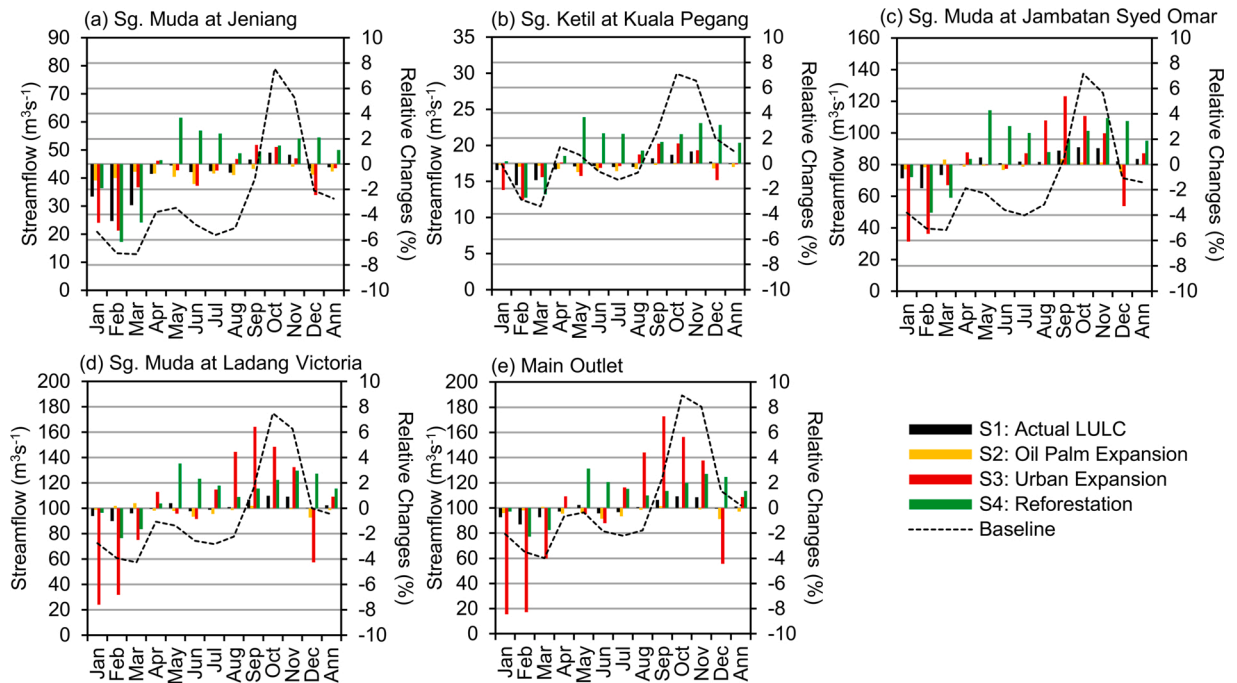 (a) Sg. Muda at Jeniang
90
80
70
60
50
40
30
20
10
0
Streamflow (m³s⁻¹)
10
8
6
4
2
0
-2
-4
-6
-8
-10
Relative Changes (%)
Jan
Feb
Mar
Apr
May
Jun
Jul
Aug
Sep
Oct
Nov
Dec
Ann
(b) Sg. Ketil at Kuala Pegang
35
30
25
20
15
10
5
0
Streamflow (m³s⁻¹)
10
8
6
4
2
0
-2
-4
-6
-8
-10
Relaative Changes (%)
Jan
Feb
Mar
Apr
May
Jun
Jul
Aug
Sep
Oct
Nov
Dec
Ann
(c) Sg. Muda at Jambatan Syed Omar
160
140
120
100
80
60
40
20
0
Streamflow (m³s⁻¹)
10
8
6
4
2
0
-2
-4
-6
-8
-10
Relative Changes (%)
Jan
Feb
Mar
Apr
May
Jun
Jul
Aug
Sep
Oct
Nov
Dec
Ann
(d) Sg. Muda at Ladang Victoria
200
180
160
140
120
100
80
60
40
20
0
Streamflow (m³s⁻¹)
10
8
6
4
2
0
-2
-4
-6
-8
-10
Relative Changes (%)
Jan
Feb
Mar
Apr
May
Jun
Jul
Aug
Sep
Oct
Nov
Dec
Ann
(e) Main Outlet
200
180
160
140
120
100
80
60
40
20
0
Streamflow (m³s⁻¹)
10
8
6
4
2
0
-2
-4
-6
-8
-10
Relative Changes (%)
Jan
Feb
Mar
Apr
May
Jun
Jul
Aug
Sep
Oct
Nov
Dec
Ann
S1: Actual LULC
S2: Oil Palm Expansion
S3: Urban Expansion
S4: Reforestation
Baseline